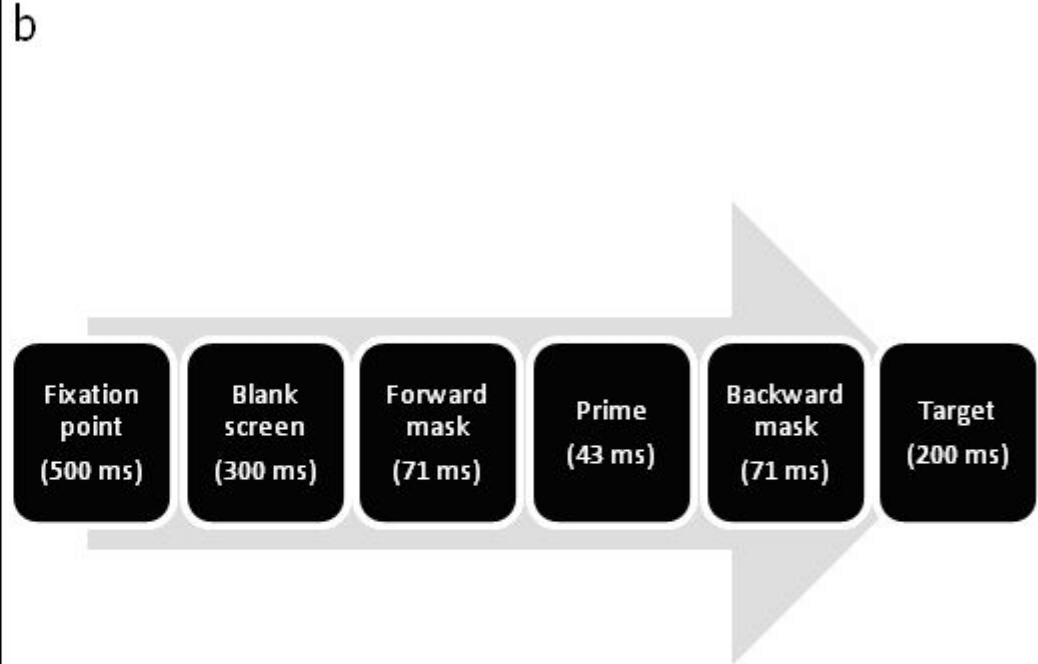 b
Fixation
point
(500 ms)
Blank
screen
(300 ms)
Forward
mask
(71 ms)
Prime
(43 ms)
Backward
mask
(71 ms)
Target
(200 ms)